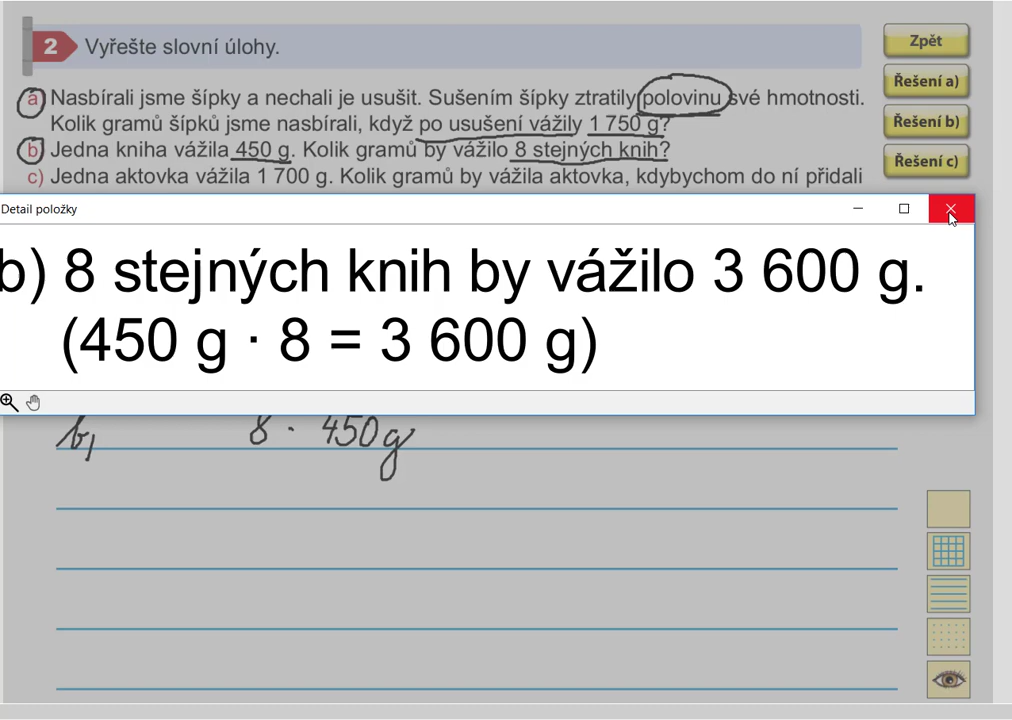 2 Vyřešte slovní úlohy.
Zpět
Řešení a)
Řešení b)
Řešení c)
a) Nasbírali jsme šípky a nechali je usušit. Sušením šípky ztratily polovinu své hmotnosti.
Kolik gramů šípků jsme nasbírali, když po usušení vážily 1 750 g?
b) Jedna kniha vážila 450 g. Kolik gramů by vážilo 8 stejných knih?
c) Jedna aktovka vážila 1 700 g. Kolik gramů by vážila aktovka, kdybychom do ní přidali
Detail položky
b) 8 stejných knih by vážilo 3 600 g.
(450 g · 8 = 3 600 g)
b) 8 · 450 g